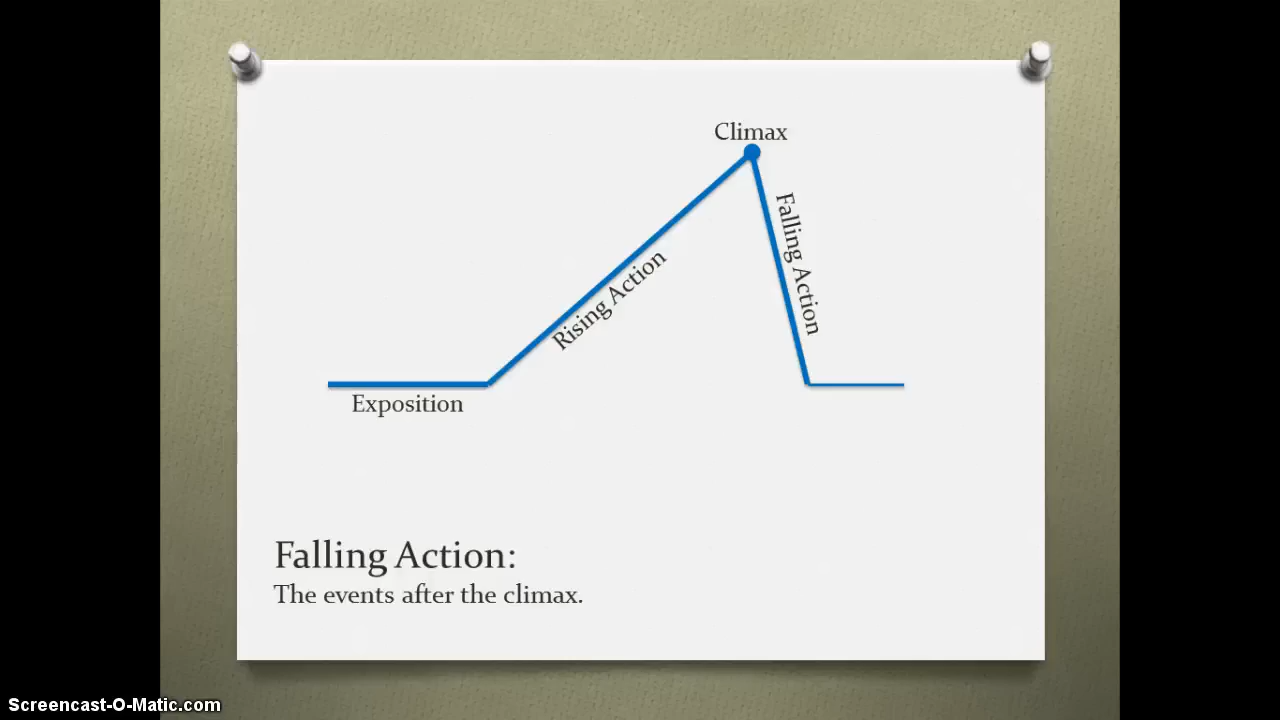 Climax
Falling Action
Rising Action
Exposition
Falling Action:
The events after the climax.
Screencast-O-Matic.com